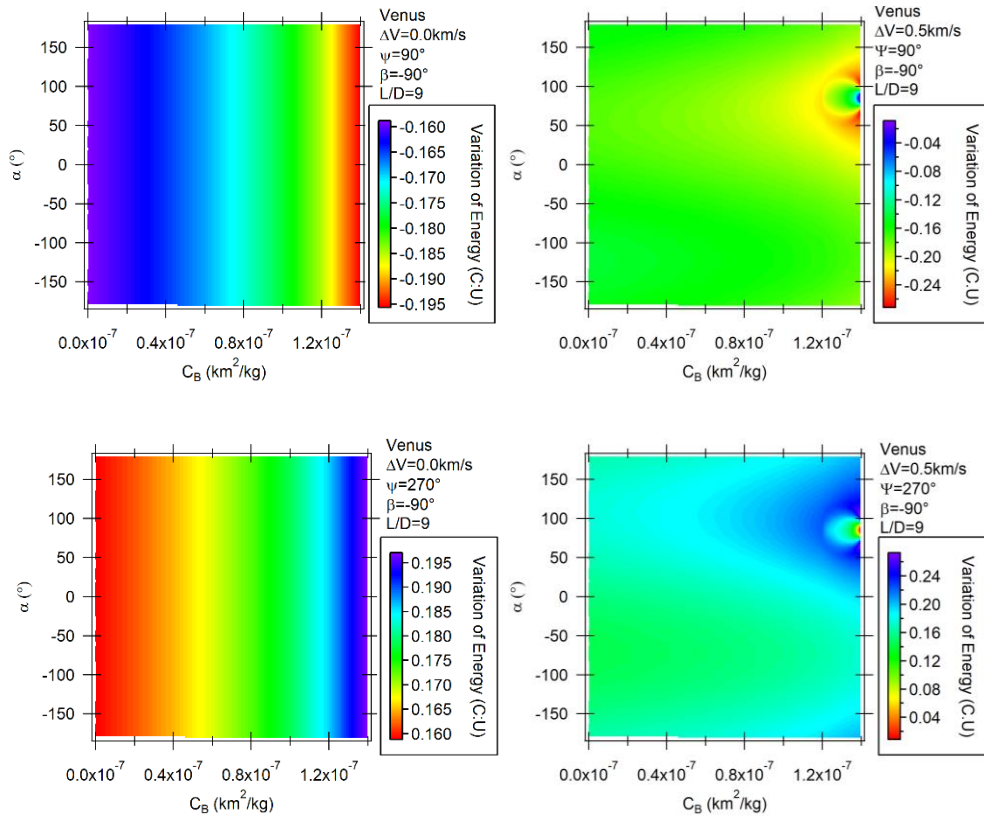 Venus
ΔV=0.0km/s
ψ=90°
β=-90°
L/D=9
150
100
50
0
-50
-100
-150
α (°)
-0.160
-0.163
-0.170
-0.175
-0.180
-0.185
-0.190
-0.195
Variation of Energy (C:U)
0.0x10⁻⁷
0.4x10⁻⁷
0.8x10⁻⁷
1.2x10⁻⁷
C_B (km²/kg)
Venus
ΔV=0.5km/s
Ψ=90°
β=-90°
L/D=9
150
100
50
0
-50
-100
-150
α (°)
-0.04
-0.08
-0.12
-0.16
-0.20
-0.24
Variation of Energy (C.U)
0.0x10⁻⁷
0.4x10⁻⁷
0.8x10⁻⁷
1.2x10⁻⁷
C_B (km²/kg)
Venus
ΔV=0.0km/s
ψ=270°
β=-90°
L/D=9
150
100
50
0
-50
-100
-150
α (°)
0.195
0.190
0.185
0.180
0.175
0.170
0.165
0.160
Variation of Energy (C:U)
0.0x10⁻⁷
0.4x10⁻⁷
0.8x10⁻⁷
1.2x10⁻⁷
C_B (km²/kg)
Venus
ΔV=0.5km/s
Ψ=270°
β=-90°
L/D=9
150
100
50
0
-50
-100
-150
α (°)
0.24
0.20
0.16
0.12
0.08
0.04
Variation of Energy (C:U)
0.0x10⁻⁷
0.4x10⁻⁷
0.8x10⁻⁷
1.2x10⁻⁷
C_B (km²/kg)